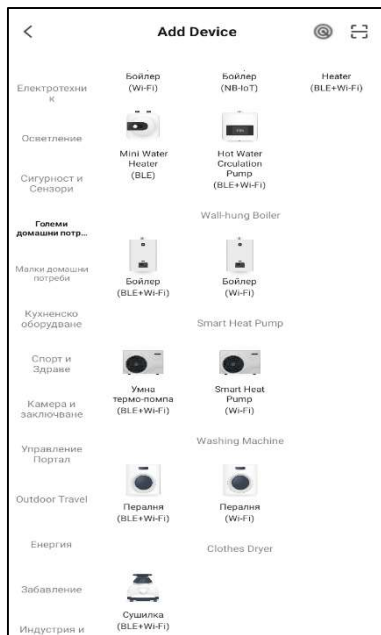 Add Device
Електротехни
к
Осветление
Сигурност и
Сензори
Големи
домашни потр...
Малки домашни
потреби
Кухненско
оборудване
Спорт и
Здраве
Камера и
заключване
Управление
Портал
Outdoor Travel
Енергия
Забавление
Индустрия и
Бойлер
(Wi-Fi)
Бойлер
(NB-IoT)
Heater
(BLE+Wi-Fi)
Mini Water
Heater
(BLE)
Hot Water
Crculation
Pump
(BLE+Wi-Fi)
Wall-hung Boiler
Бойлер
(BLE+Wi-Fi)
Бойлер
(Wi-Fi)
Smart Heat Pump
Умна
термо-помпа
(BLE+Wi-Fi)
Smart Heat
Pump
(Wi-Fi)
Washing Machine
Пералня
(BLE+Wi-Fi)
Пералня
(Wi-Fi)
Clothes Dryer
Сушилка
(BLE+Wi-Fi)